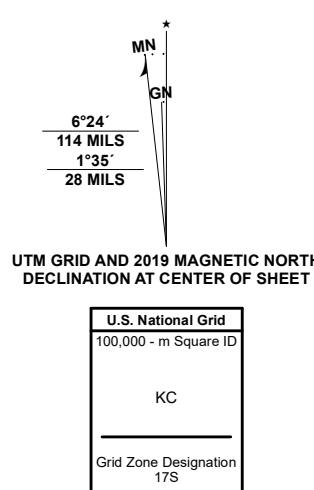 MN
GN
6°24´
114 MILS
1°35´
28 MILS
UTM GRID AND 2019 MAGNETIC NORTH
DECLINATION AT CENTER OF SHEET
U.S. National Grid
100,000 - m Square ID
KC
Grid Zone Designation
17S